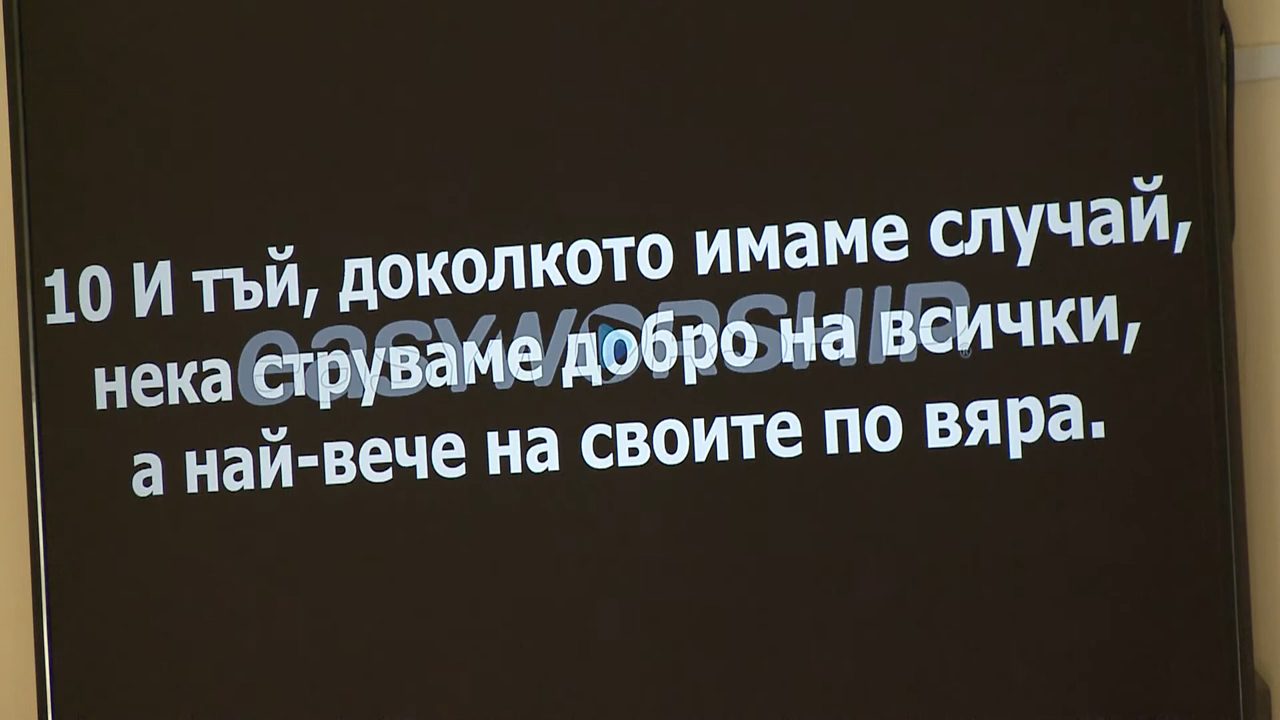 10 И тъй, доколкото имаме случай,
нека струваме добро на всички,
а най-вече на своите по вяра.
easyworship®